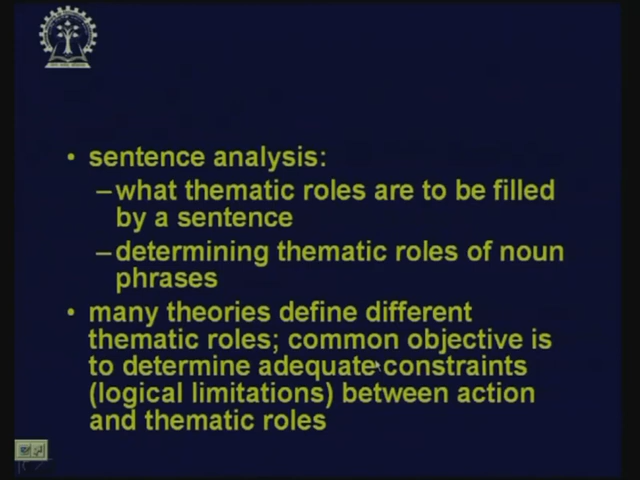 • sentence analysis:
–what thematic roles are to be filled
by a sentence
–determining thematic roles of noun
phrases
• many theories define different
thematic roles; common objective is
to determine adequate constraints
(logical limitations) between action
and thematic roles